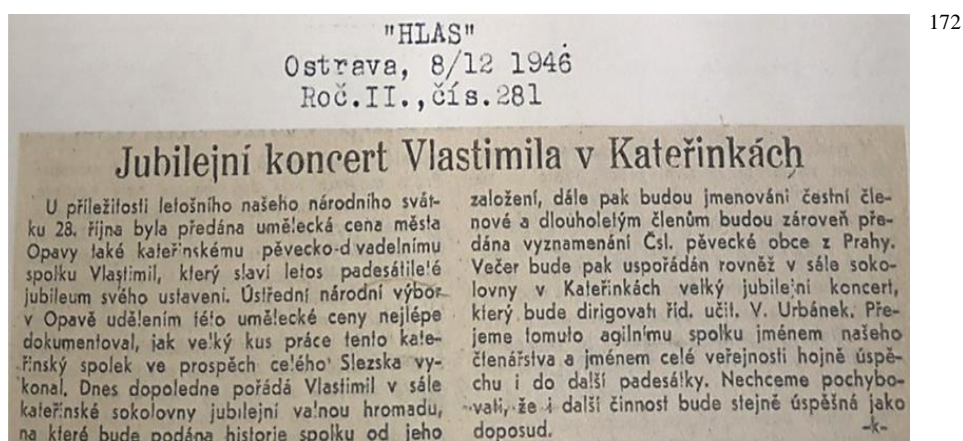 172
"HLAS"
Ostrava, 8/12 1946
Roč.II.,čís.281
Jubilejní koncert Vlastimila v Kateřinkách
U příležitosti letošního našeho národního svát-
ku 28. října byla předána umělecká cena města
Opavy také kateřinskému pěvecko-d vadelnímu
spolku Vlastimil, který slaví letos padesátileté
jubileum svého ustavení. Ústřední národní výbor
v Opavě udělením této umělecké ceny nejlépe
dokumentoval, jak velký kus práce tento kate-
řinský spolek ve prospěch celého Slezska vy-
konal. Dnes dopoledne pořádá Vlastimil v sále
kateřinské sokolovny jubilejní valnou hromadu,
na které bude podána historie spolku od jeho
založení, dále pak budou jmenováni čestní čle-
nové a dlouholetým členům budou zároveň pře-
dána vyznamenání Čsl. pěvecké obce z Prahy.
Večer bude pak uspořádán rovněž v sále soko-
lovny v Kateřinkách velký jubilejní koncert,
který bude dirigovati říd. učit. V. Urbánek. Pře-
jeme tomuto agilnímu spolku jménem našeho
čtenářstva a jménem celé veřejnosti hojně úspě-
chu i do další padesátky. Nechceme pochybo-
vati, že i další činnost bude stejně úspěšná jako
doposud.
-k-